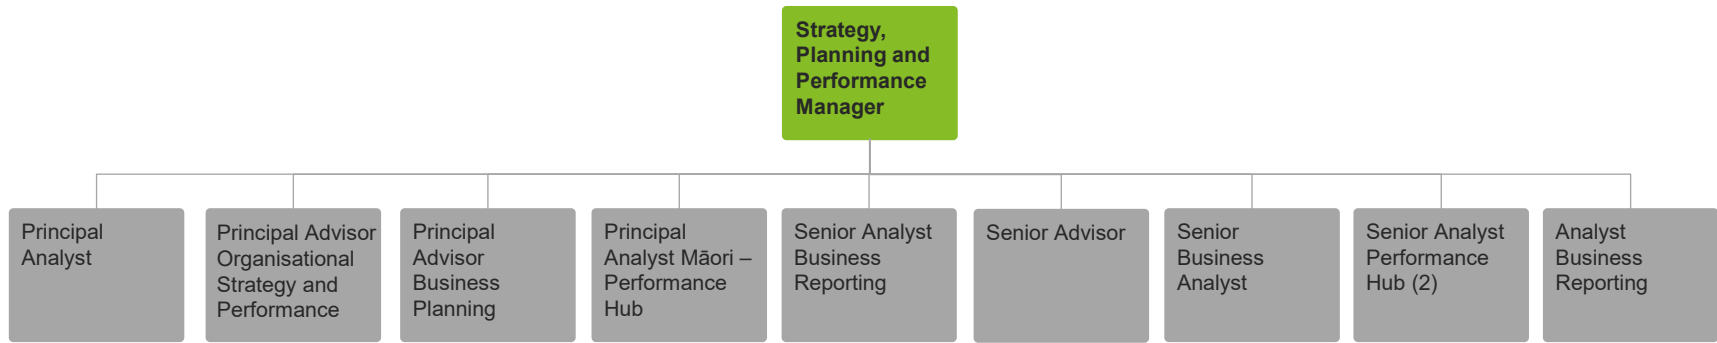 Strategy,
Planning and
Performance
Manager
Principal
Analyst
Principal Advisor
Organisational
Strategy and
Performance
Principal
Advisor
Business
Planning
Principal
Analyst Māori –
Performance
Hub
Senior Analyst
Business
Reporting
Senior Advisor
Senior
Business
Analyst
Senior Analyst
Performance
Hub (2)
Analyst
Business
Reporting